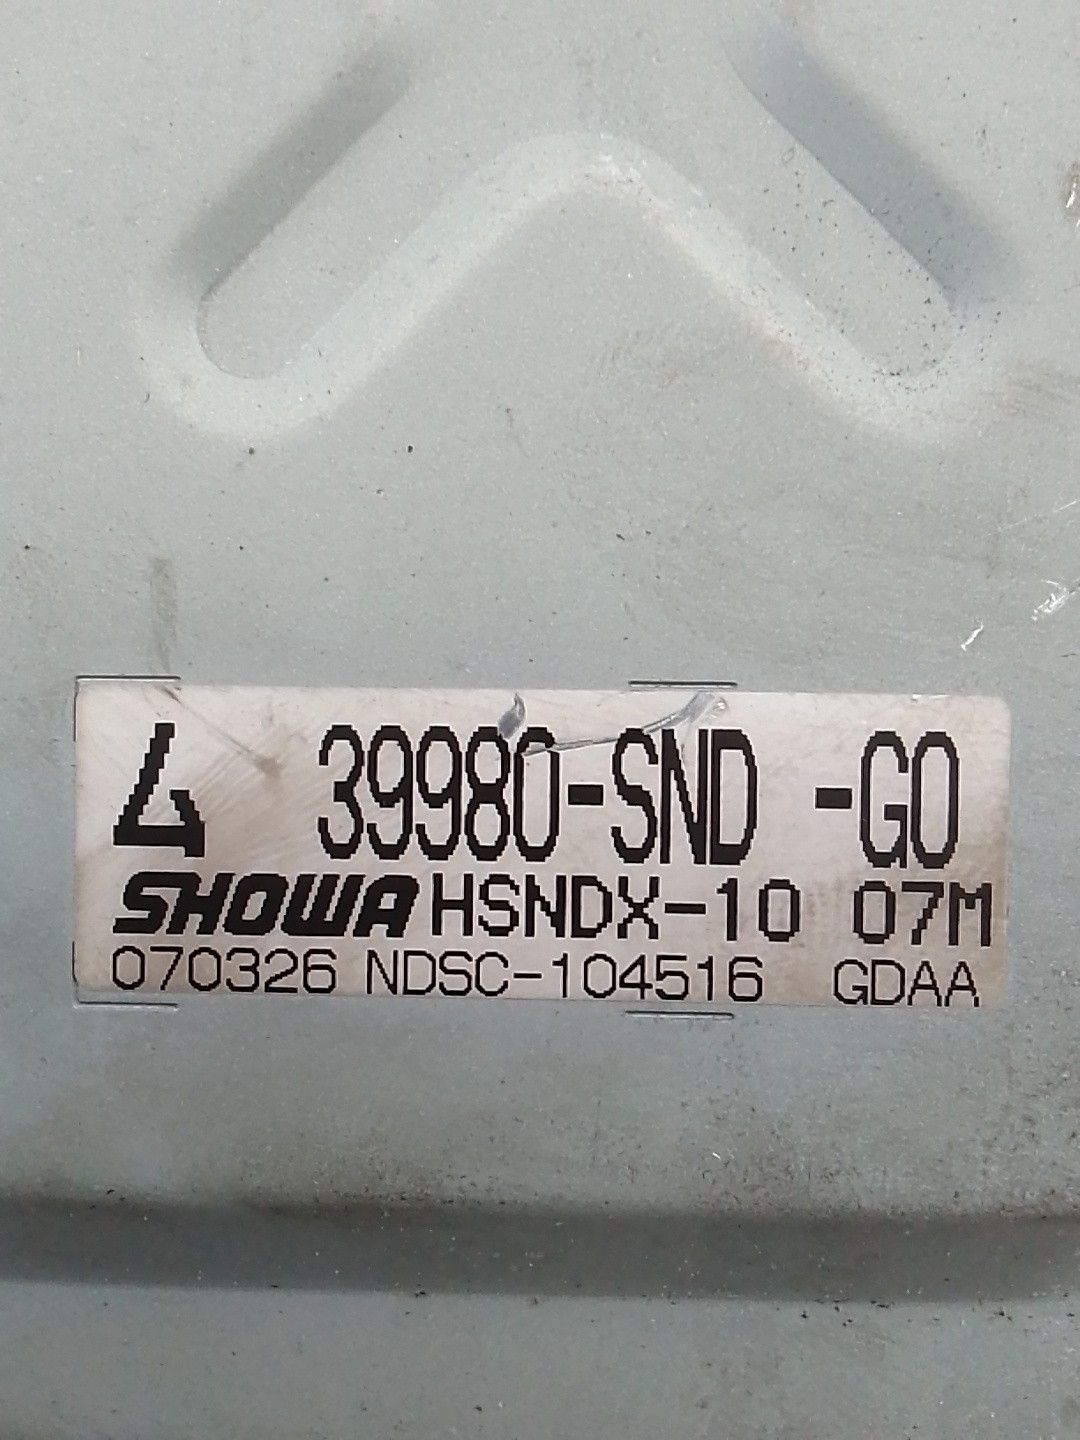 4 39980-SND -G0
SHOWA HSNDX-10 07M
070326 NDSC-104516 GDAA